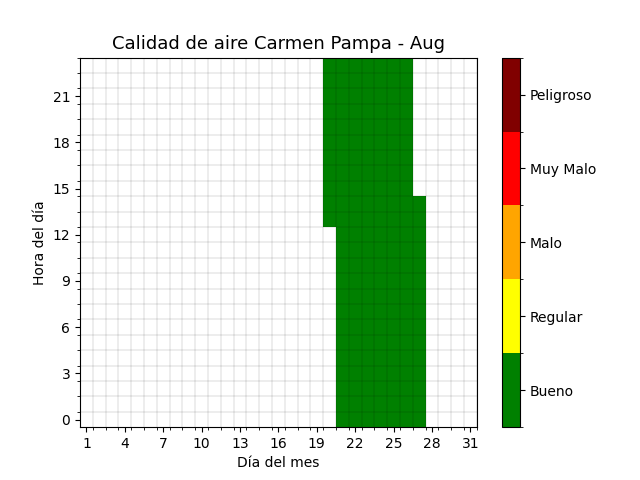 Calidad de aire Carmen Pampa - Aug
Hora del día
21
18
15
12
9
6
3
0
1 4 7 10 13 16 19 22 25 28 31
Día del mes
Peligroso
Muy Malo
Malo
Regular
Bueno